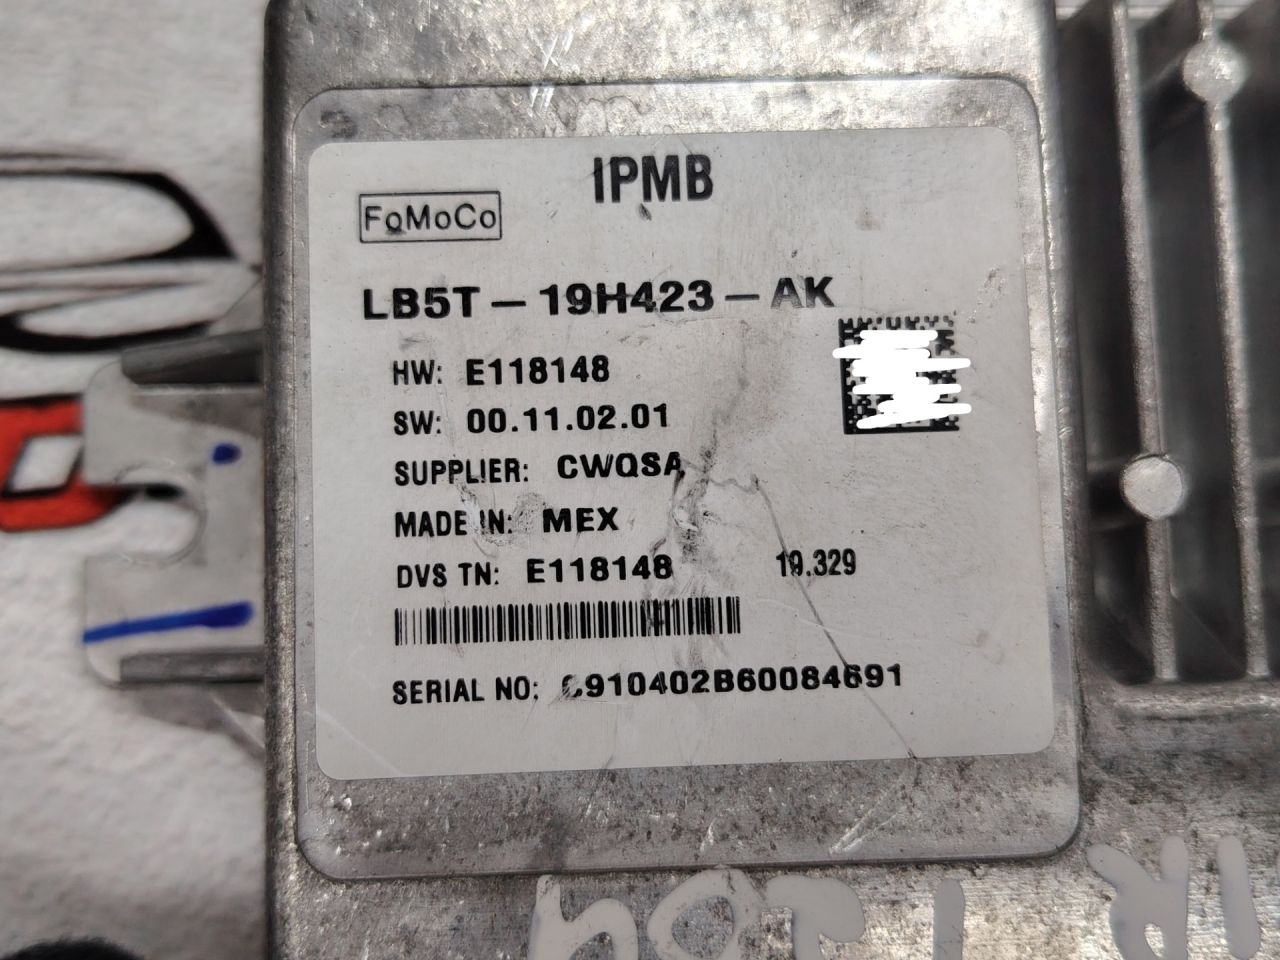 IPMB
FoMoCo
LB5T-19H423-AK
HW: E118148
SW: 00.11.02.01
SUPPLIER: CWQSA
MADE IN: MEX
DVS TN: E118148 19.329
SERIAL NO: C910402B60084691